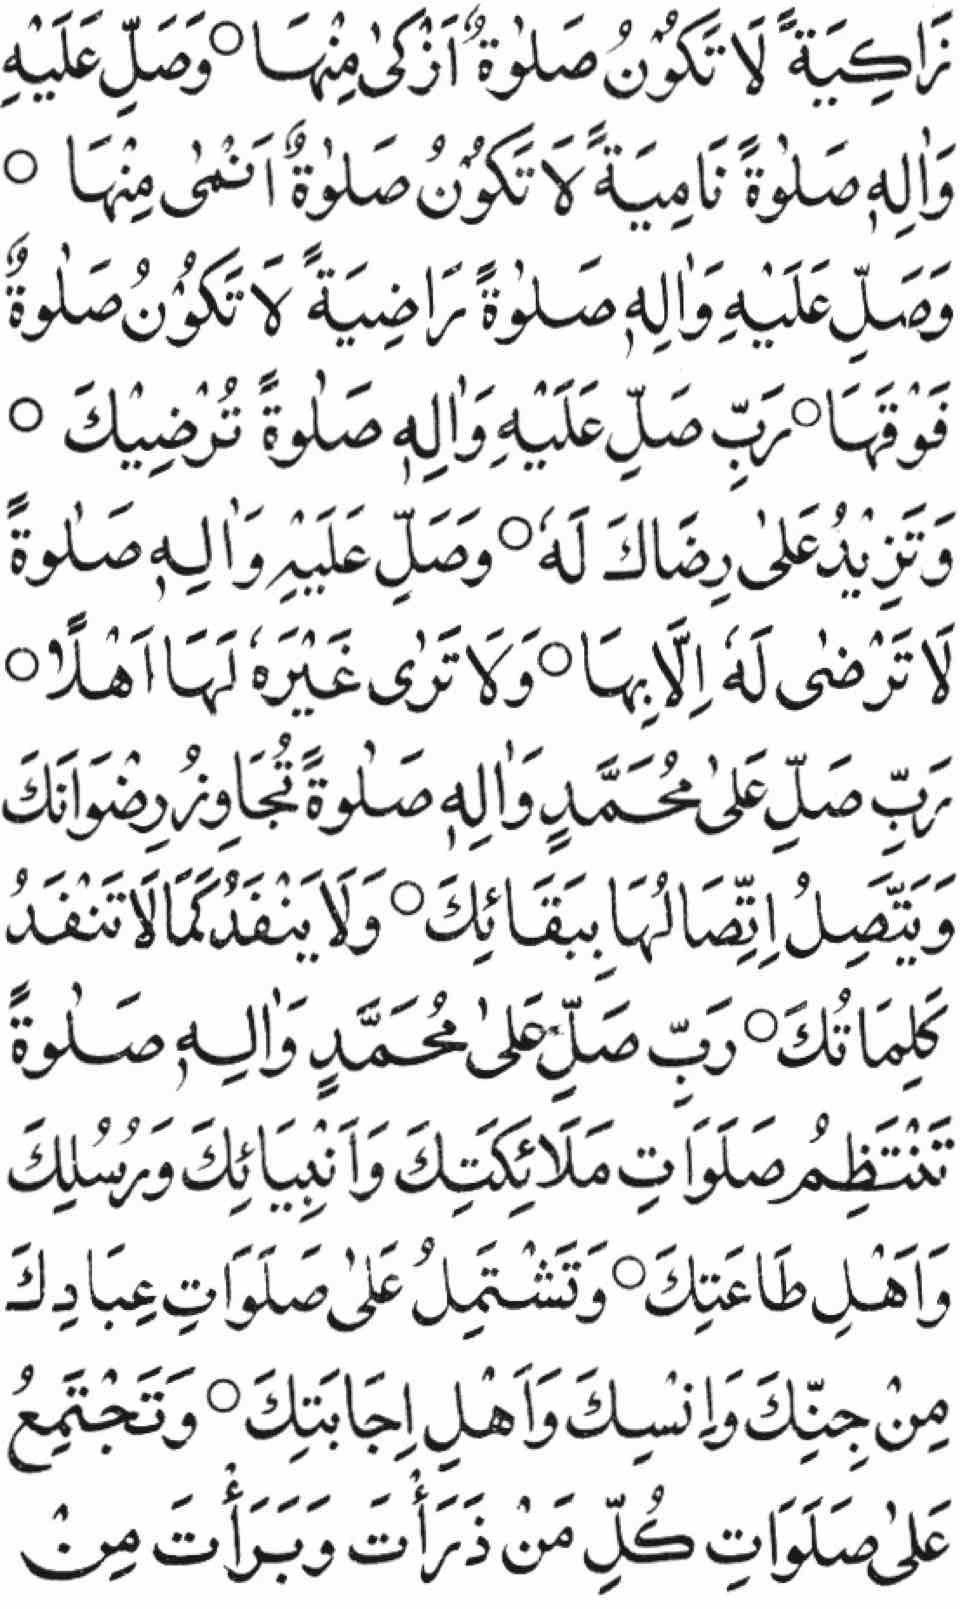 زَاكِيَةً لَا تَكُوْنُ صَلٰوةٌ اَزْكٰى مِنْهَا ○ وَصَلِّ عَلَيْهِ
وَاٰلِهٖ صَلٰوةً نَامِيَةً لَا تَكُوْنُ صَلٰوةٌ اَنْمٰى مِنْهَا ○
وَصَلِّ عَلَيْهِ وَاٰلِهٖ صَلٰوةً رَاضِيَةً لَا تَكُوْنُ صَلٰوةٌ
فَوْقَهَا ○ رَبِّ صَلِّ عَلَيْهِ وَاٰلِهٖ صَلٰوةً تُرْضِيْكَ ○
وَتَزِيْدُ عَلٰى رِضَاكَ لَهٗ ○ وَصَلِّ عَلَيْهِ وَاٰلِهٖ صَلٰوةً
لَا تَرْضٰى لَهٗ اِلَّا بِهَا ○ وَلَا تَرٰى غَيْرَهٗ لَهَا اَهْلًا ○
رَبِّ صَلِّ عَلٰى مُحَمَّدٍ وَاٰلِهٖ صَلٰوةً تُجَاوِزُ رِضْوَانَكَ
وَيَتَّصِلُ اِتِّصَالُهَا بِبَقَائِكَ ○ وَلَا يَنْفَدُ كَمَا لَا تَنْفَدُ
كَلِمَاتُكَ ○ رَبِّ صَلِّ عَلٰى مُحَمَّدٍ وَاٰلِهٖ صَلٰوةً
تَنْتَظِمُ صَلَوَاتِ مَلَائِكَتِكَ وَاَنْبِيَائِكَ وَرُسُلِكَ
وَاَهْلِ طَاعَتِكَ ○ وَتَشْتَمِلُ عَلٰى صَلَوَاتِ عِبَادِكَ
مِنْ جِنِّكَ وَاِنْسِكَ وَاَهْلِ اِجَابَتِكَ ○ وَتَجْتَمِعُ
عَلٰى صَلَوَاتِ كُلِّ مَنْ ذَرَأْتَ وَبَرَأْتَ مِنْ